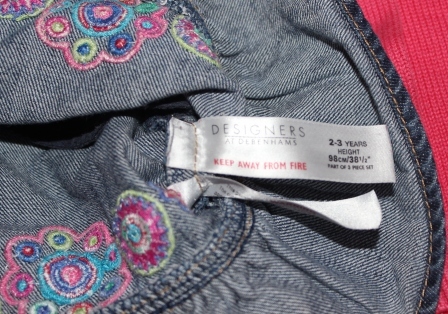 DESIGNERS
AT DEBENHAMS
KEEP AWAY FROM FIRE
2-3 YEARS
HEIGHT
98CM/38½"
PART OF 2 PIECE SET